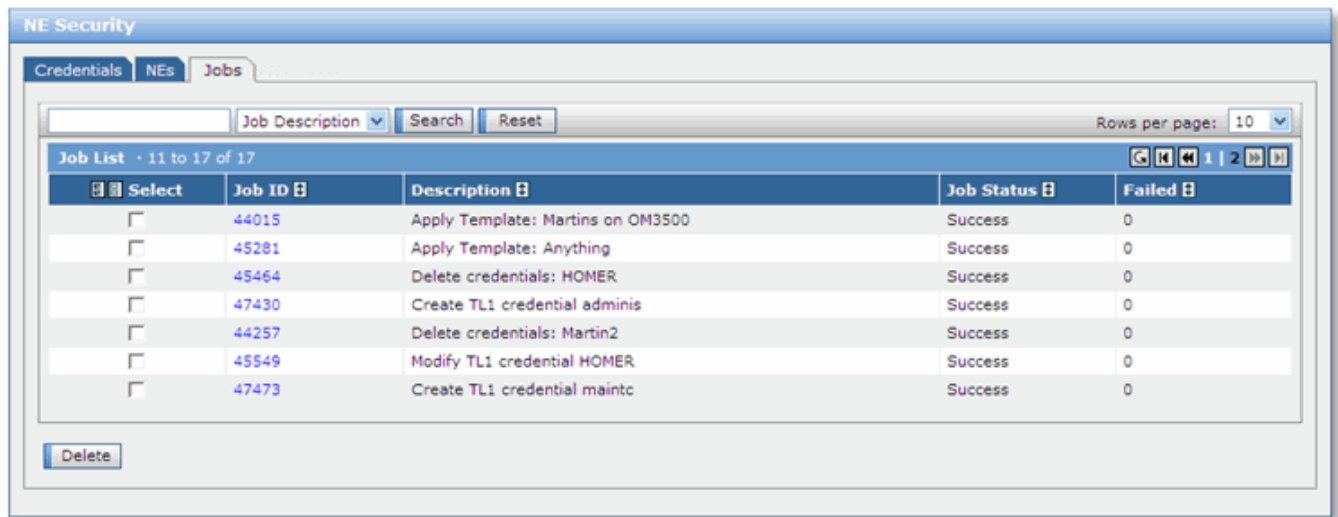 NE Security
Credentials NEs Jobs
Job Description Search Reset Rows per page: 10
Job List · 11 to 17 of 17 1 | 2
Select Job ID Description Job Status Failed
44015 Apply Template: Martins on OM3500 Success 0
45281 Apply Template: Anything Success 0
45464 Delete credentials: HOMER Success 0
47430 Create TL1 credential adminis Success 0
44257 Delete credentials: Martin2 Success 0
45549 Modify TL1 credential HOMER Success 0
47473 Create TL1 credential maintc Success 0
Delete